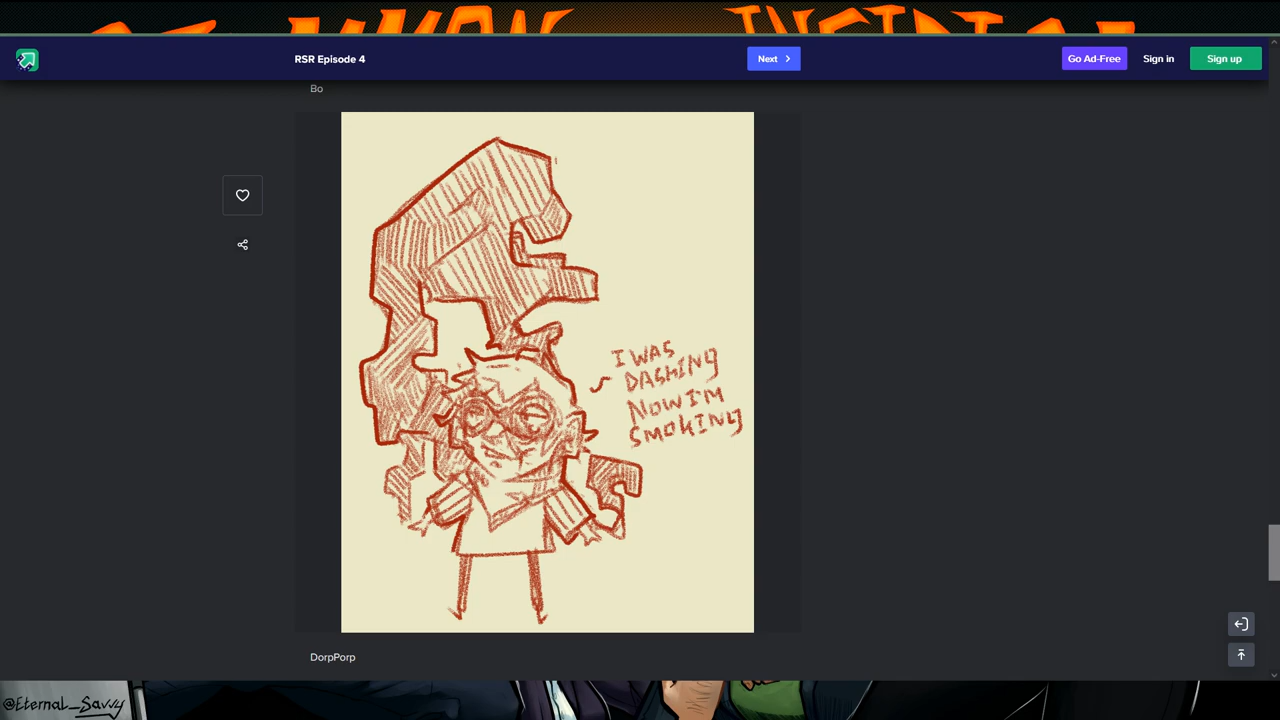 RSR Episode 4
Next
Go Ad-Free
Sign in
Sign up
Bo
I WAS
DASHING
NOW I'M
SMOKING
DorpPorp
@Eternal_Savvy